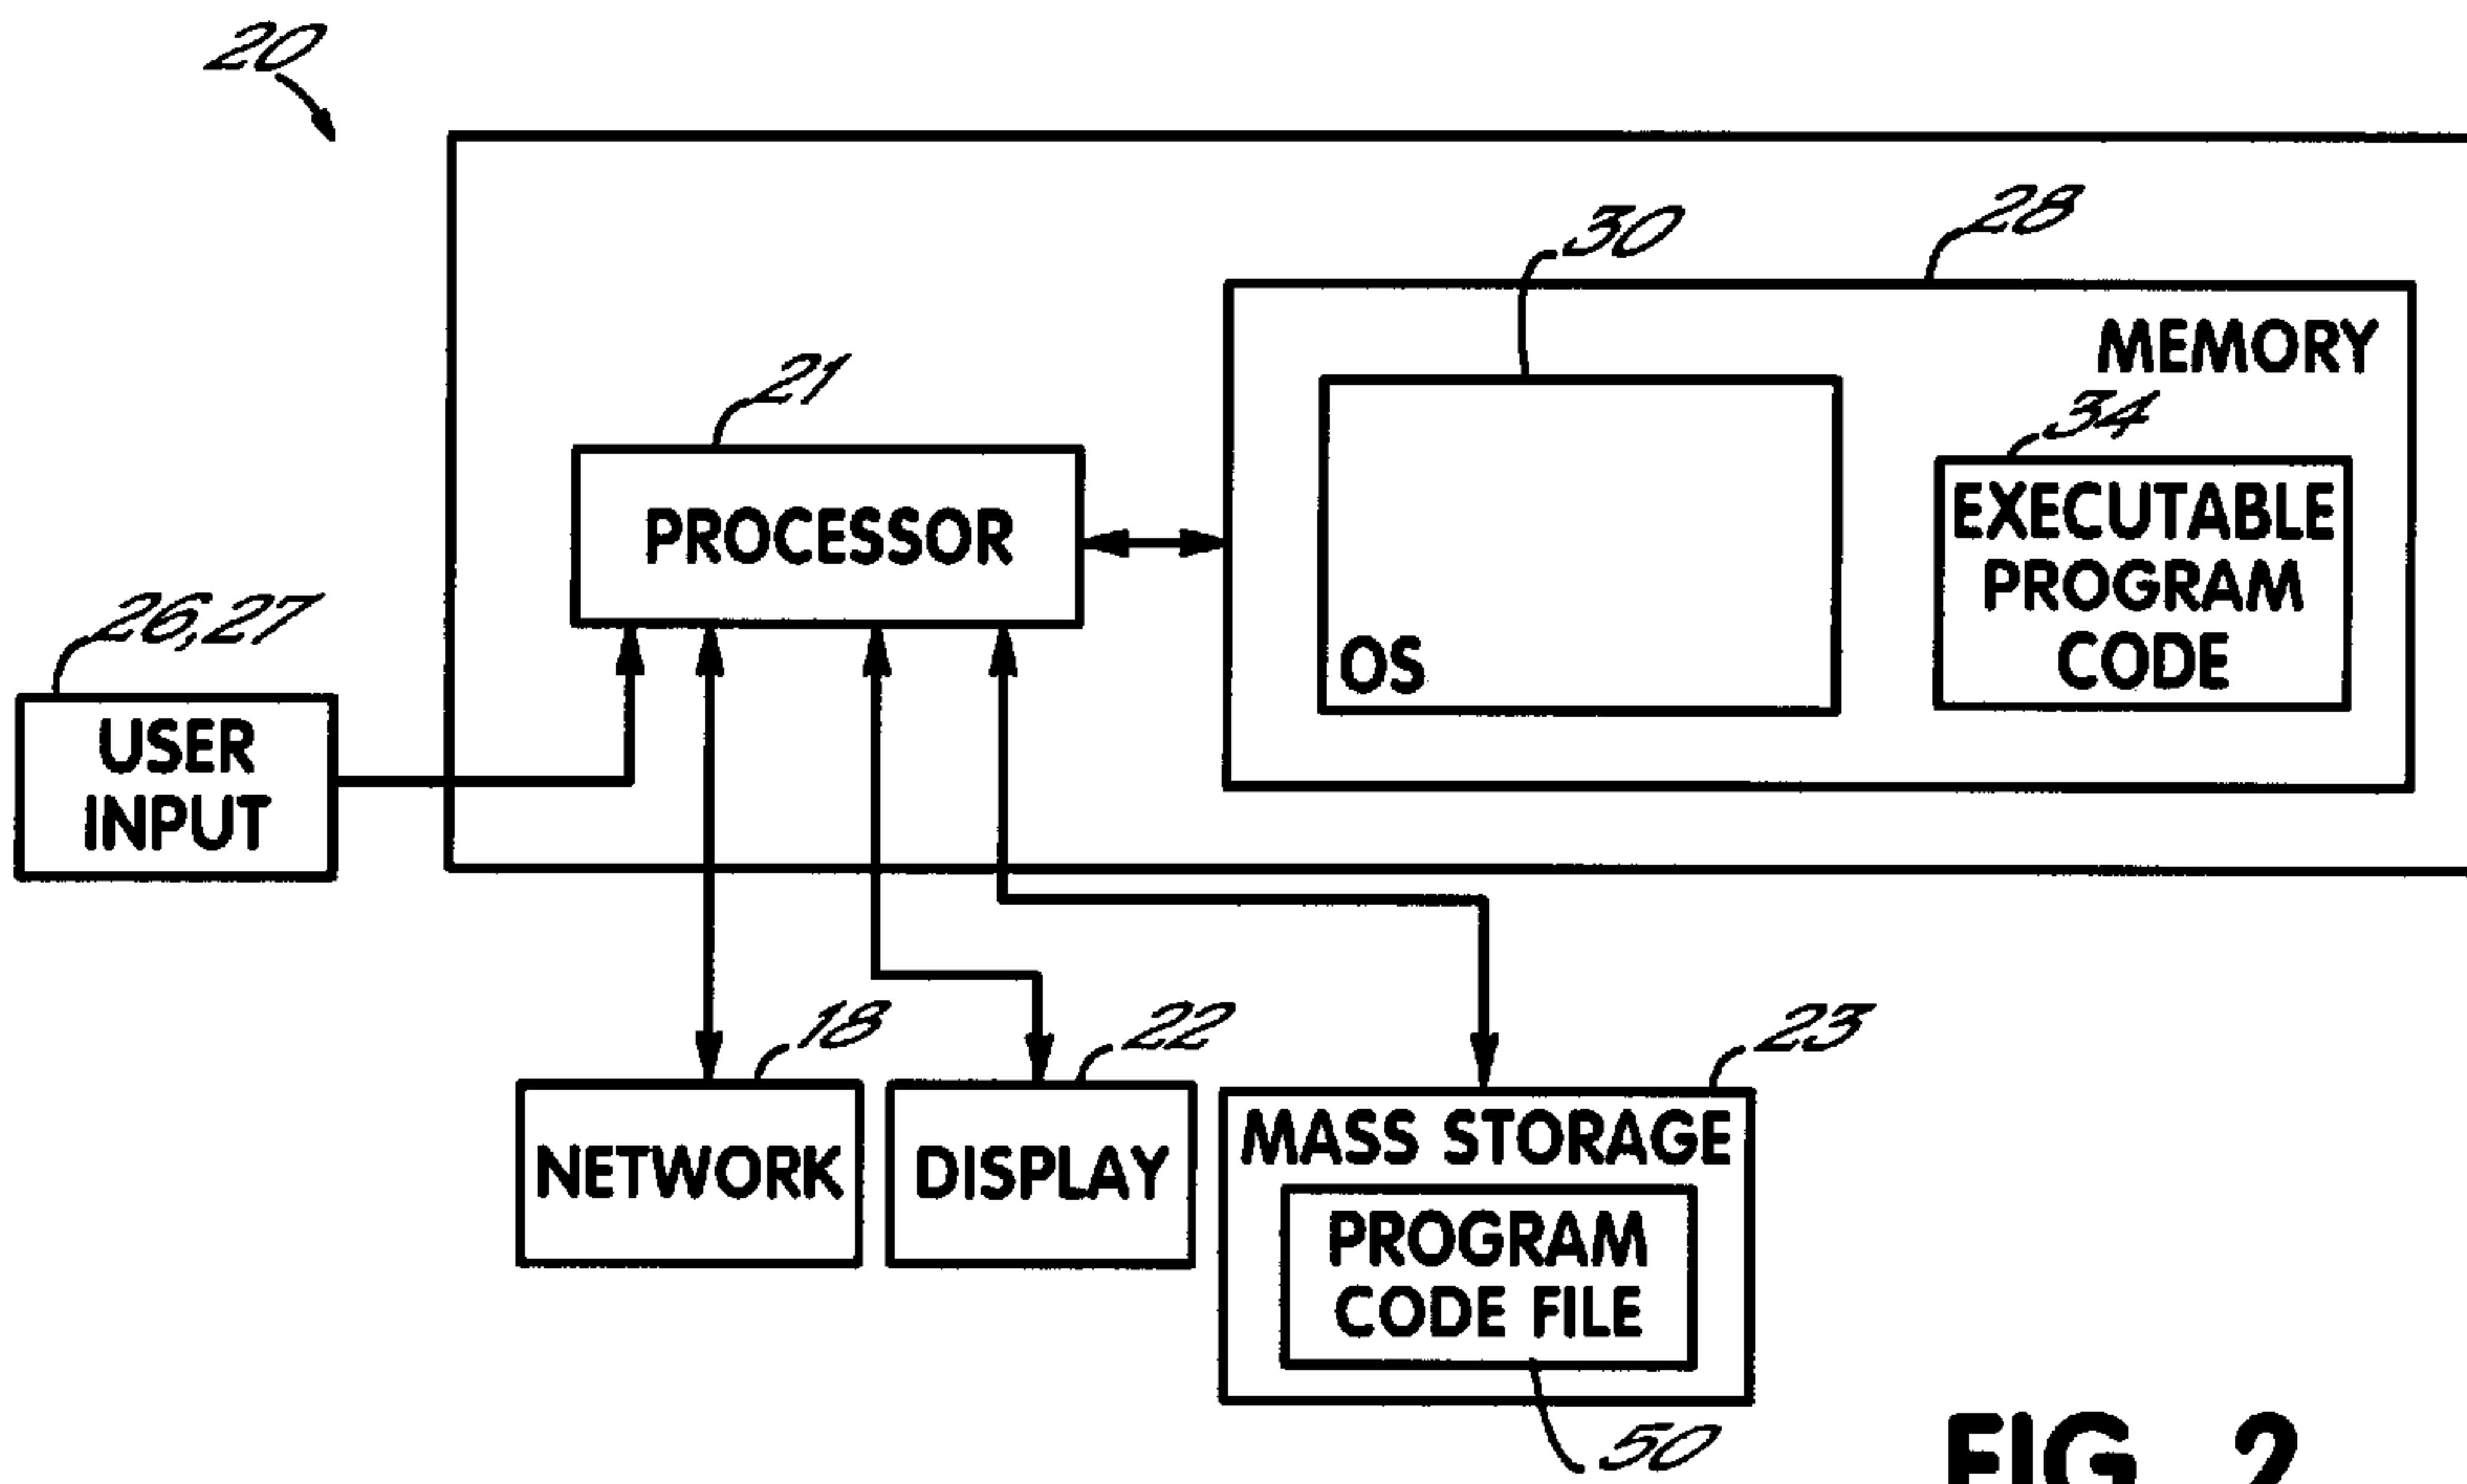 20
30
28
MEMORY
21
34
PROCESSOR
EXECUTABLE
PROGRAM
CODE
OS
26,27
USER
INPUT
18
22
23
NETWORK
DISPLAY
MASS STORAGE
PROGRAM
CODE FILE
50
FIG. 2